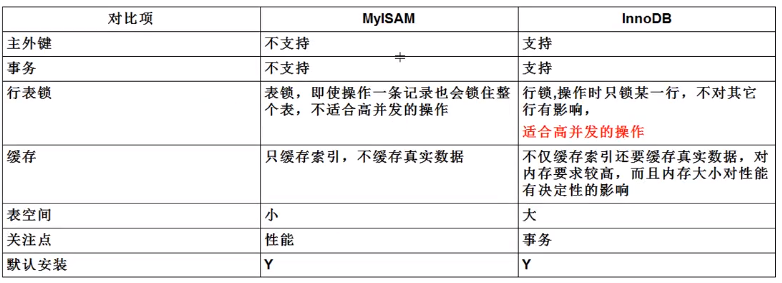 对比项 MyISAM InnoDB
主外键 不支持 支持
事务 不支持 支持
行表锁 表锁，即使操作一条记录也会锁住整 行锁,操作时只锁某一行，不对其它
个表，不适合高并发的操作 行有影响，
适合高并发的操作
缓存 只缓存索引，不缓存真实数据 不仅缓存索引还要缓存真实数据，对
内存要求较高，而且内存大小对性能
有决定性的影响
表空间 小 大
关注点 性能 事务
默认安装 Y Y